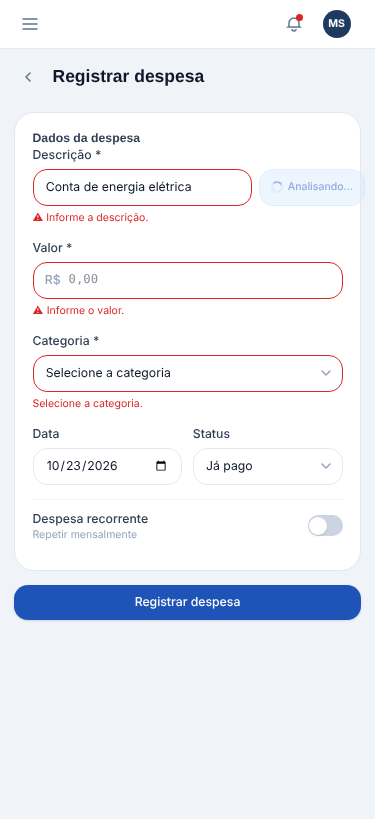 MS
Registrar despesa
Dados da despesa
Descrição *
Conta de energia elétrica
Analisando...
Informe a descrição.
Valor *
R$ 0,00
Informe o valor.
Categoria *
Selecione a categoria
Selecione a categoria.
Data
Status
10/23/2026
Já pago
Despesa recorrente
Repetir mensalmente
Registrar despesa